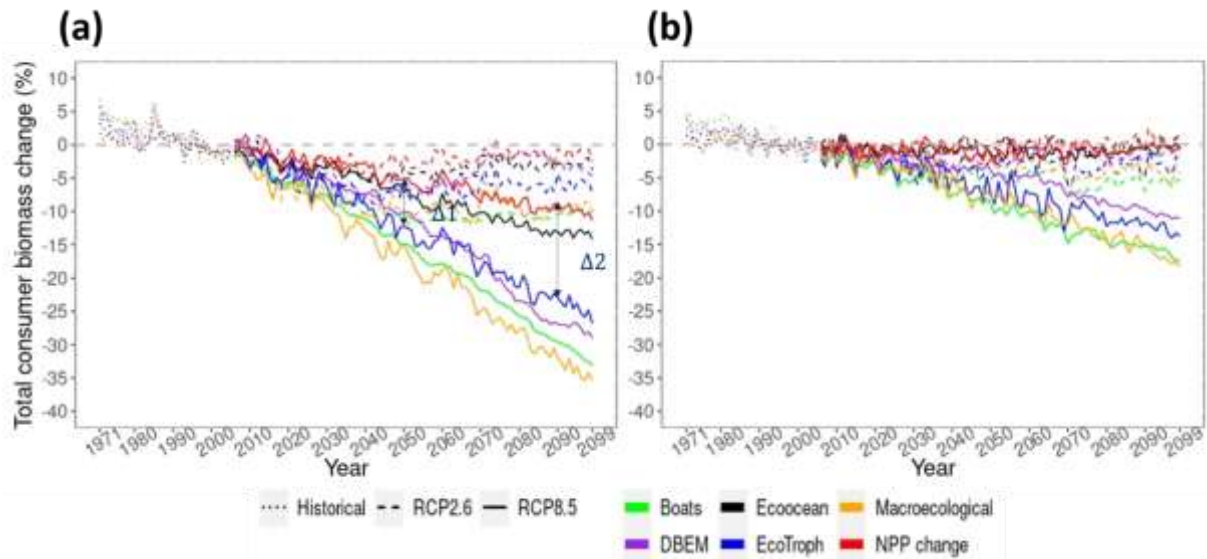 (a)
(b)
Total consumer biomass change (%)
10
5
0
-5
-10
-15
-20
-25
-30
-35
-40
Δ1
Δ2
1971 1980 1990 2000 2010 2020 2030 2040 2050 2060 2070 2080 2090 2099
Year
10
5
0
-5
-10
-15
-20
-25
-30
-35
-40
1971 1980 1990 2000 2010 2020 2030 2040 2050 2060 2070 2080 2090 2099
Year
Historical RCP2.6 RCP8.5
Boats Ecoocean Macroecological
DBEM EcoTroph NPP change